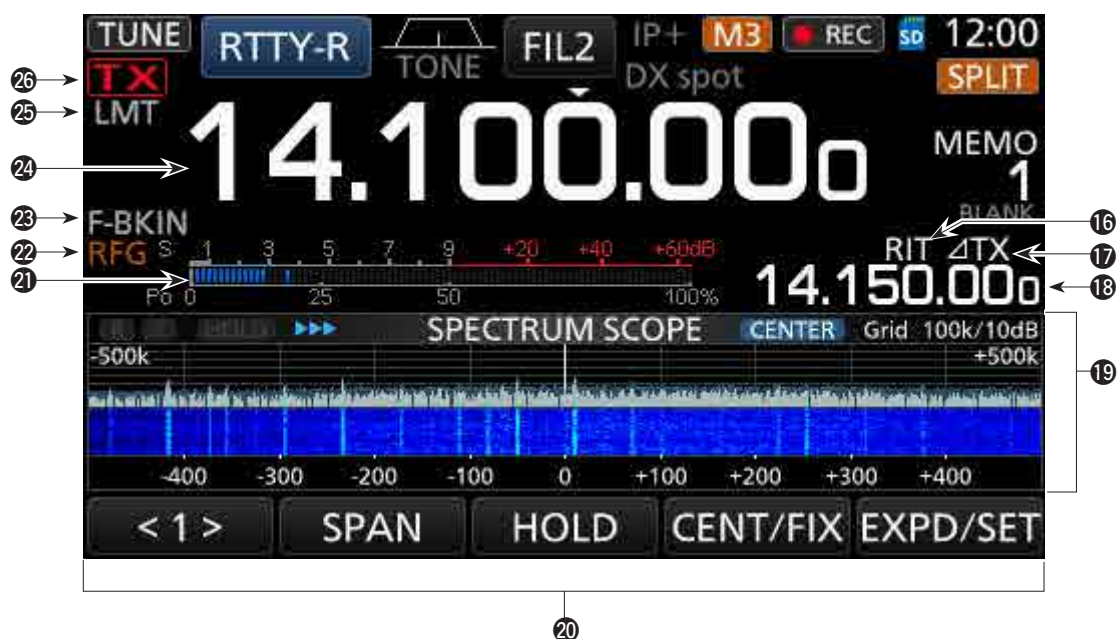 TUNE RTTY-R TONE FIL2 IP+ M3 REC SD 12:00
TX DX spot SPLIT
LMT
14.100.000
MEMO
1
BLANK
F-BKIN
RFG S 1 3 5 7 9 +20 +40 +60dB
Po 0 25 50 100%
RIT ⊿TX
14.150.000
SPECTRUM SCOPE CENTER Grid 100k/10dB
-500k +500k
-400 -300 -200 -100 0 +100 +200 +300 +400
< 1 > SPAN HOLD CENT/FIX EXPD/SET
㉖
㉕
㉔
㉓
㉒
㉑
⑯
⑰
⑱
⑲
⑳